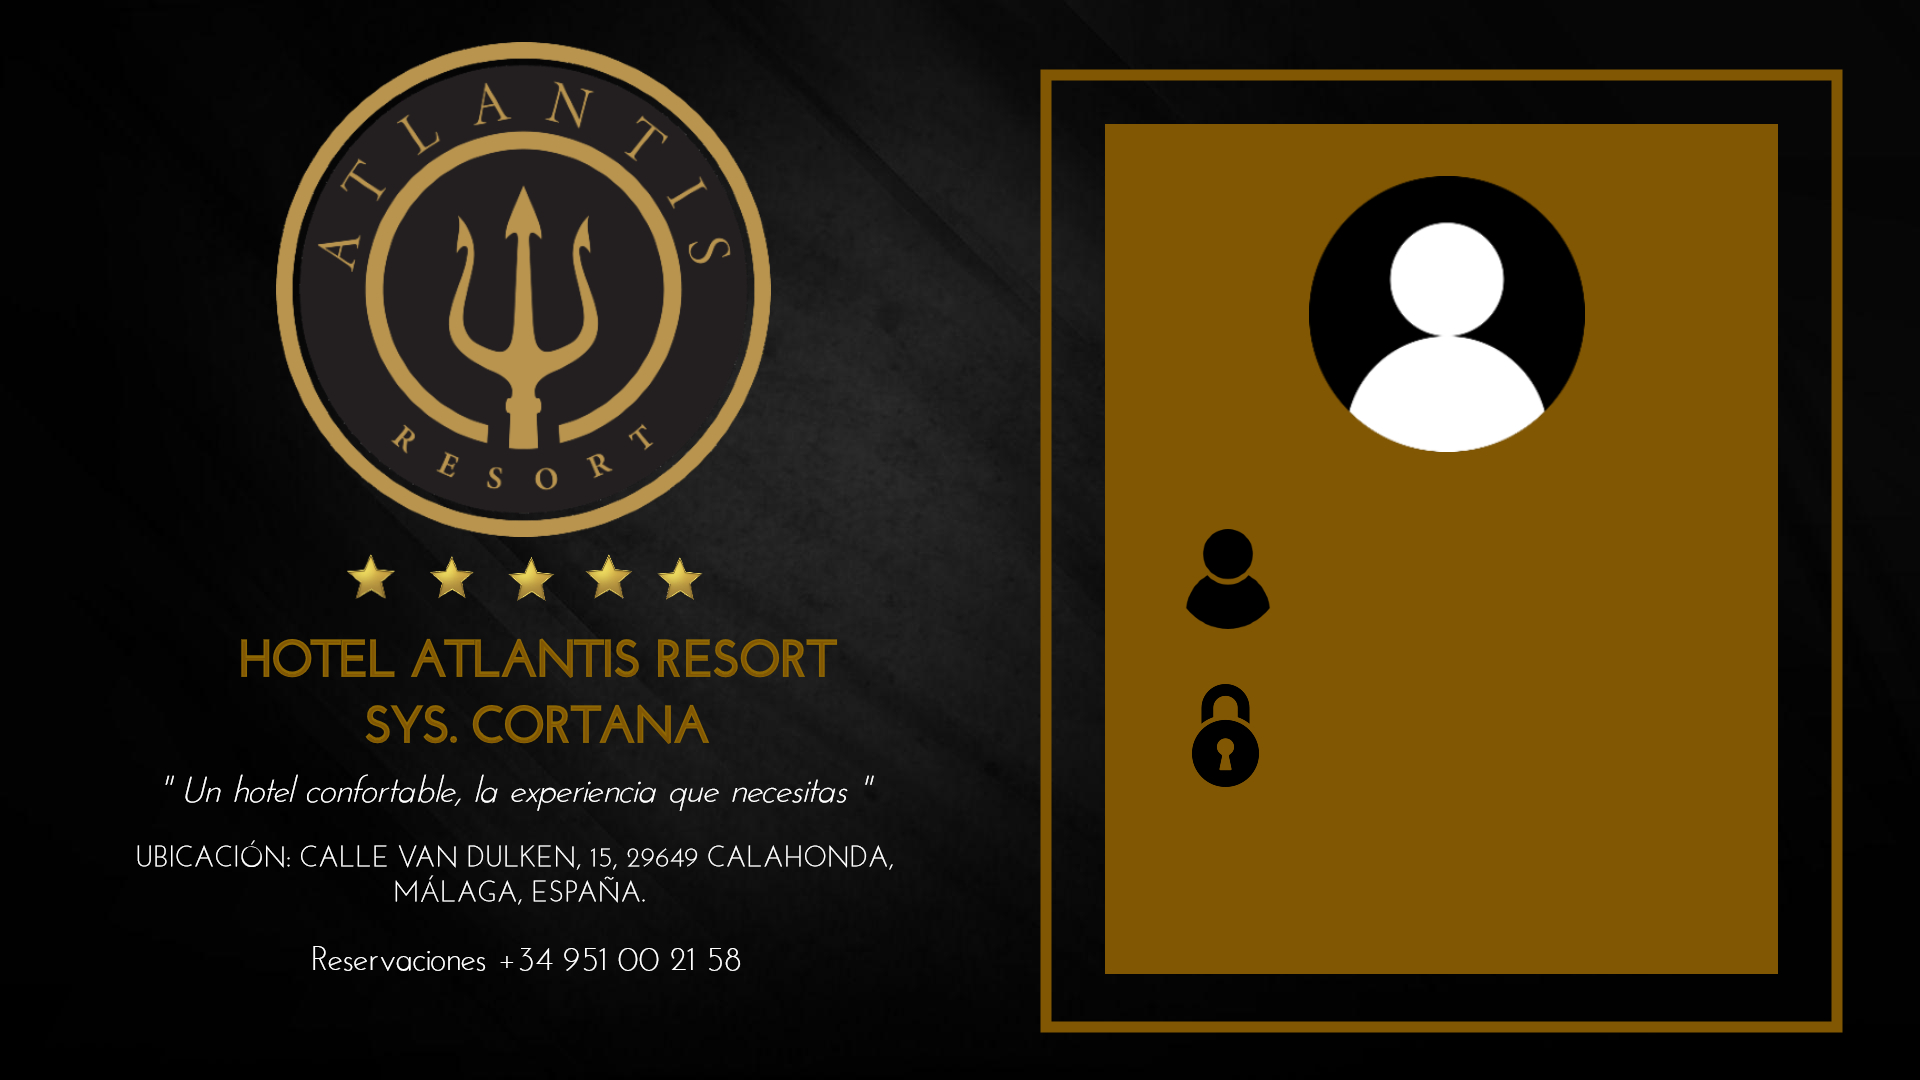 ATLANTIS
RESORT
HOTEL ATLANTIS RESORT
SYS. CORTANA
" Un hotel confortable, la experiencia que necesitas "
UBICACIÓN: CALLE VAN DULKEN, 15, 29649 CALAHONDA,
MÁLAGA, ESPAÑA.
Reservaciones +34 951 00 21 58